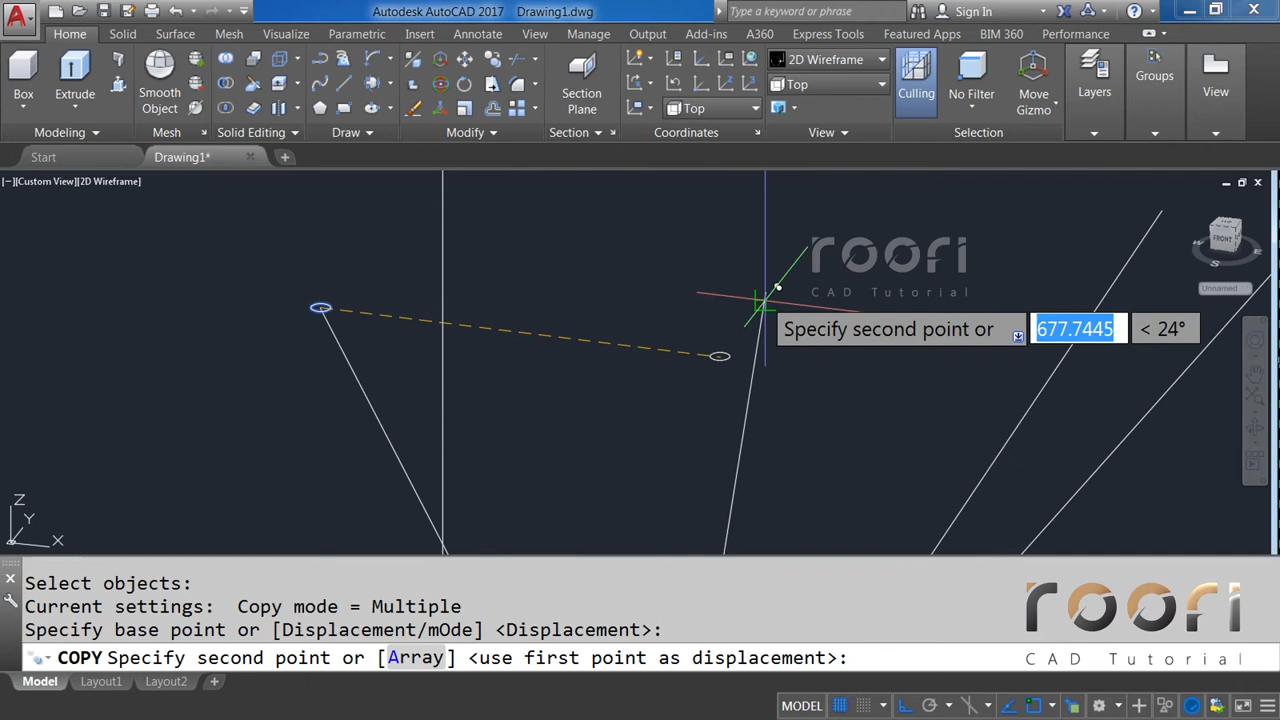 Autodesk AutoCAD 2017 Drawing1.dwg
Type a keyword or phrase
Sign In
Home Solid Surface Mesh Visualize Parametric Insert Annotate View Manage Output Add-ins A360 Express Tools Featured Apps BIM 360 Performance
Box
Extrude
Smooth
Object
Section
Plane
Top
2D Wireframe
Top
Culling
No Filter
Move
Gizmo
Layers
Groups
View
Modeling
Mesh
Solid Editing
Draw
Modify
Section
Coordinates
View
Selection
Start
Drawing1*
[−][Custom View][2D Wireframe]
FRONT
W
S
E
Unnamed
roofi
CAD Tutorial
Specify second point or
677.7445
< 24°
Z
Y
X
Select objects:
Current settings: Copy mode = Multiple
Specify base point or [Displacement/mOde] <Displacement>:
COPY Specify second point or [Array] <use first point as displacement>:
roofi
CAD Tutorial
Model Layout1 Layout2
MODEL